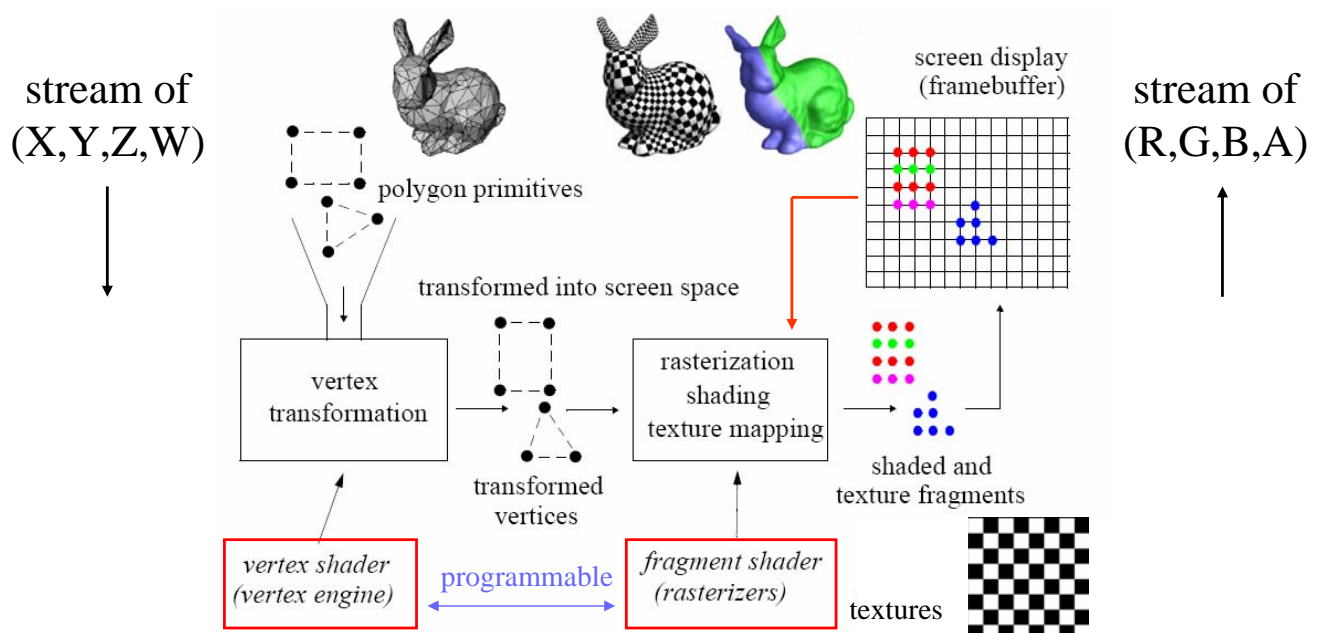 stream of
(X,Y,Z,W)
polygon primitives
screen display
(framebuffer)
stream of
(R,G,B,A)
transformed into screen space
vertex
transformation
rasterization
shading
texture mapping
transformed
vertices
shaded and
texture fragments
vertex shader
(vertex engine)
programmable
fragment shader
(rasterizers)
textures